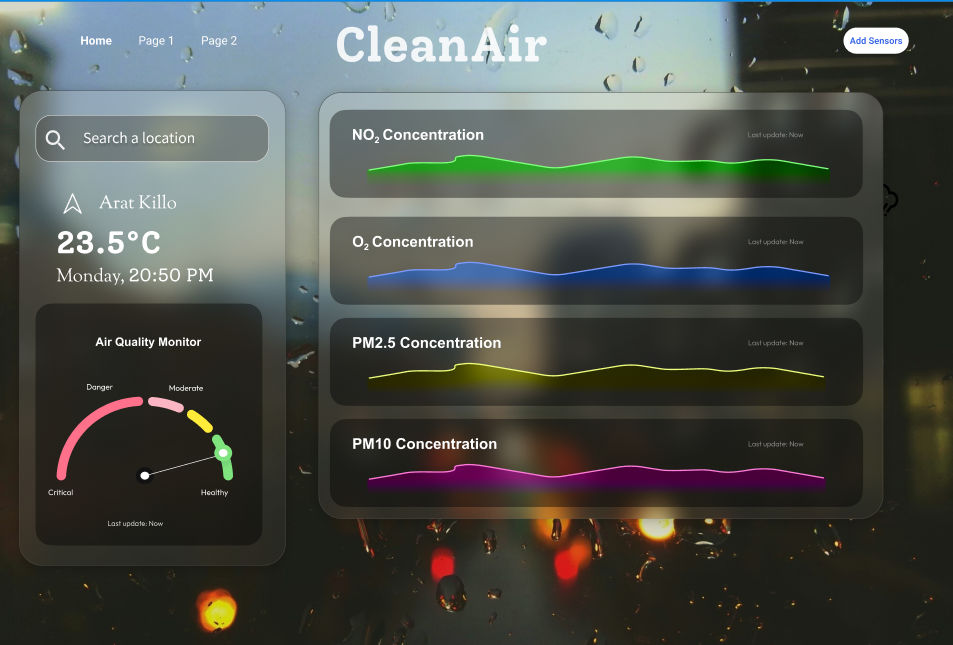 Home Page 1 Page 2
CleanAir
Add Sensors
Search a location
Arat Killo
23.5°C
Monday, 20:50 PM
Air Quality Monitor
Danger
Moderate
Critical
Healthy
Last update: Now
NO₂ Concentration
Last update: Now
O₂ Concentration
Last update: Now
PM2.5 Concentration
Last update: Now
PM10 Concentration
Last update: Now